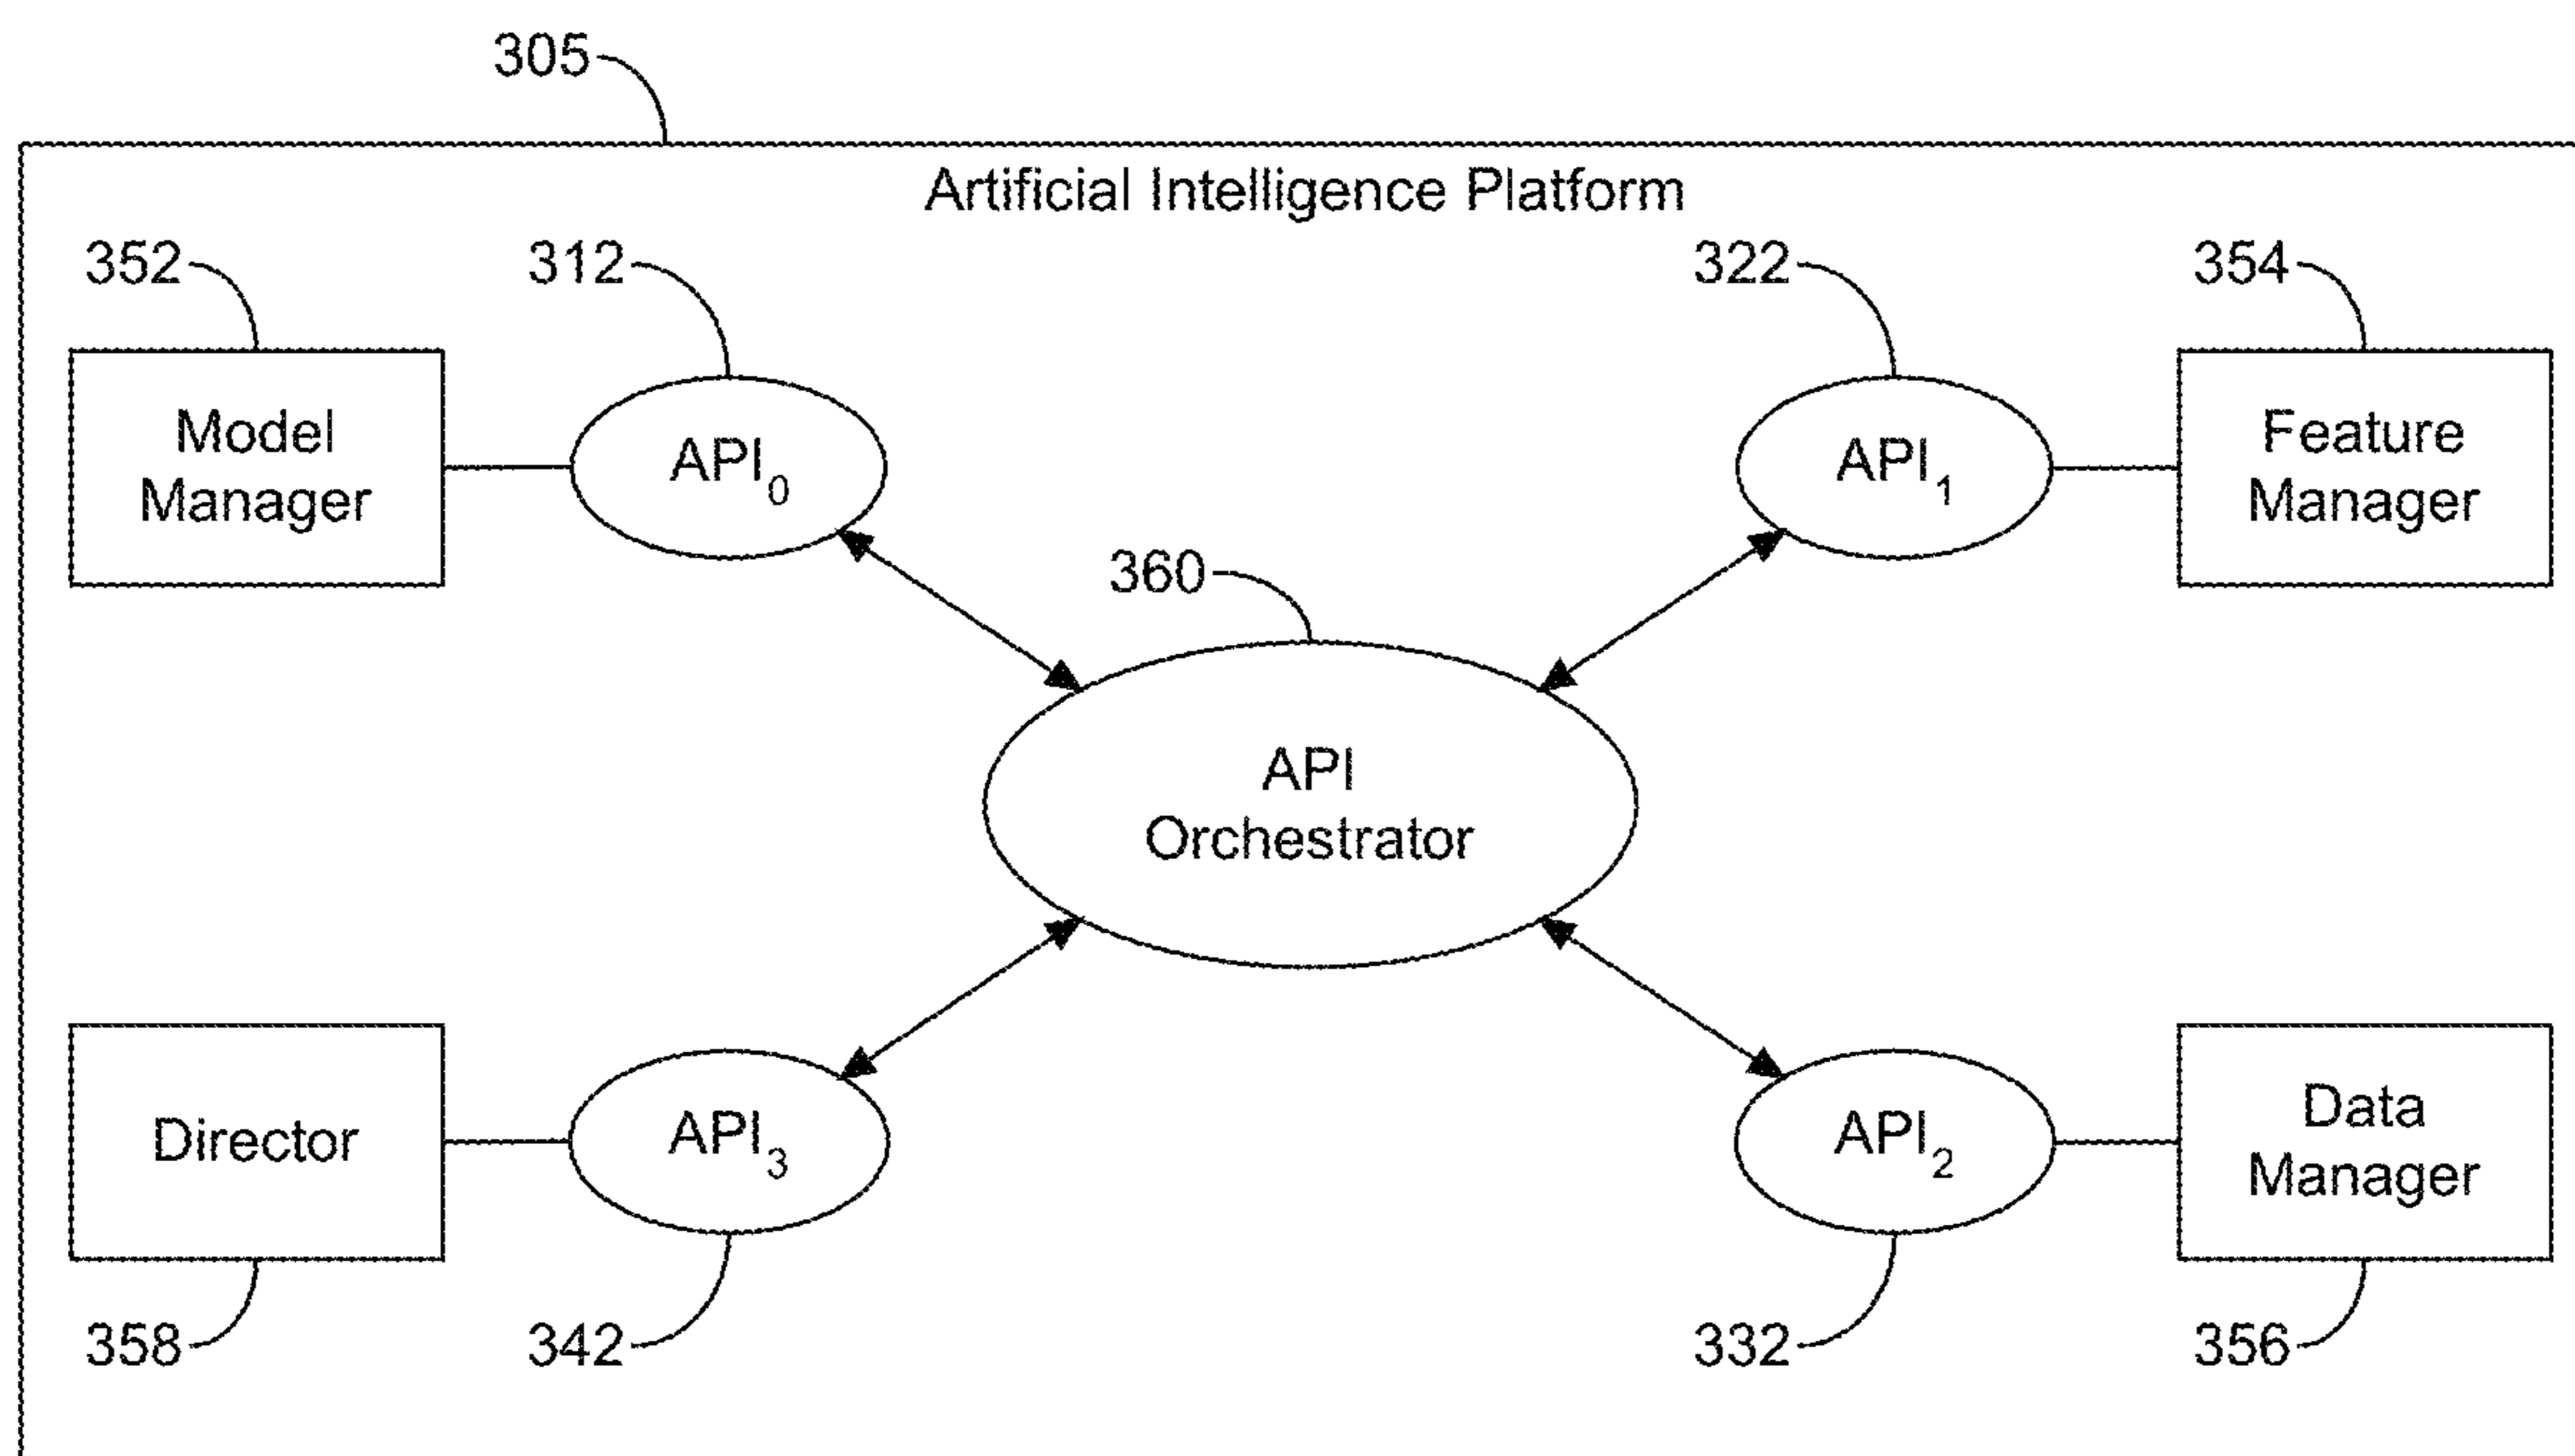 305
Artificial Intelligence Platform
352
312
322
354
Model
Manager
API₀
API₁
Feature
Manager
360
API
Orchestrator
Director
API₃
API₂
Data
Manager
358
342
332
356